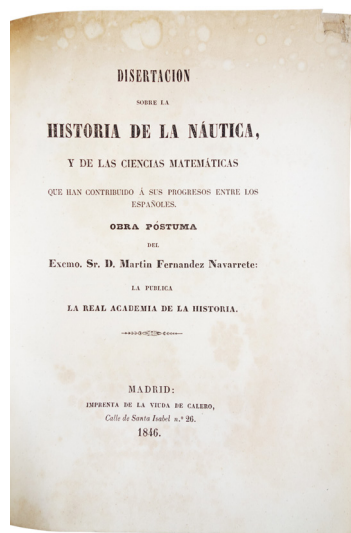 DISERTACION
SOBRE LA
HISTORIA DE LA NÁUTICA,
Y DE LAS CIENCIAS MATEMÁTICAS
QUE HAN CONTRIBUIDO Á SUS PROGRESOS ENTRE LOS
ESPAÑOLES.
OBRA PÓSTUMA
DEL
Excmo. Sr. D. Martin Fernandez Navarrete:
LA PUBLICA
LA REAL ACADEMIA DE LA HISTORIA.
MADRID:
IMPRENTA DE LA VIUDA DE CALERO,
Calle de Santa Isabel n.º 26.
1846.